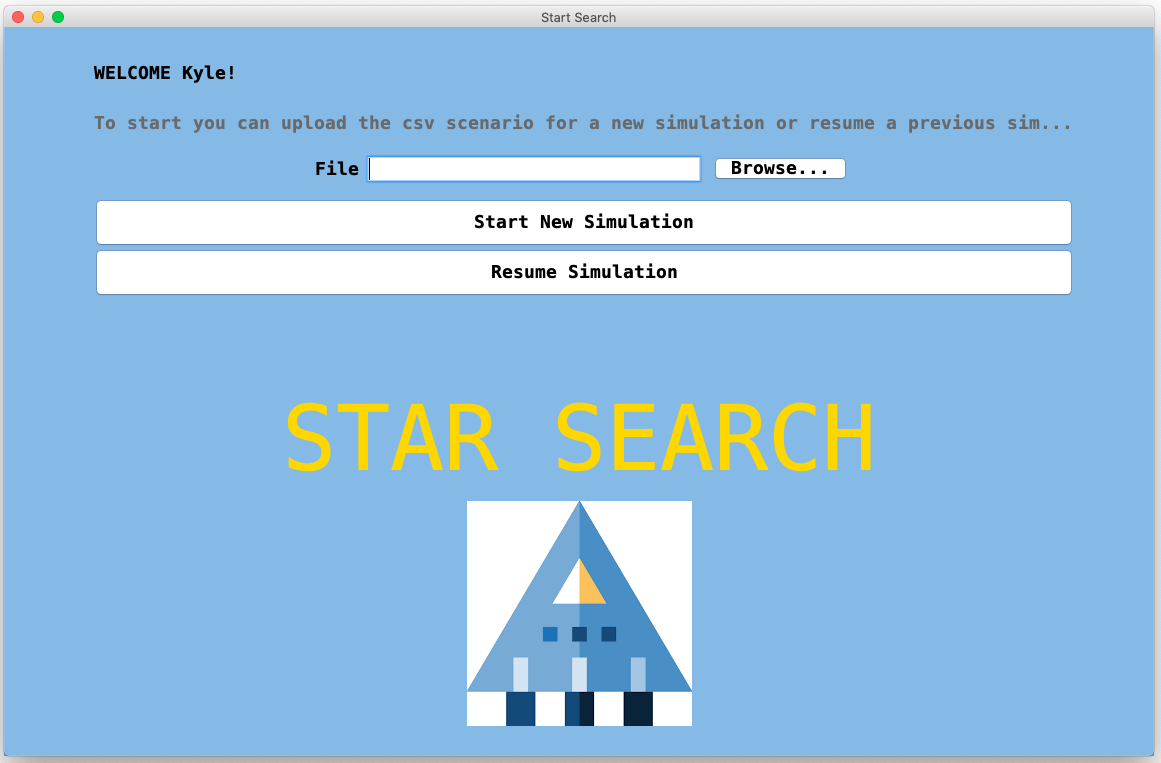 Start Search
WELCOME Kyle!
To start you can upload the csv scenario for a new simulation or resume a previous sim...
File Browse...
Start New Simulation
Resume Simulation
STAR SEARCH